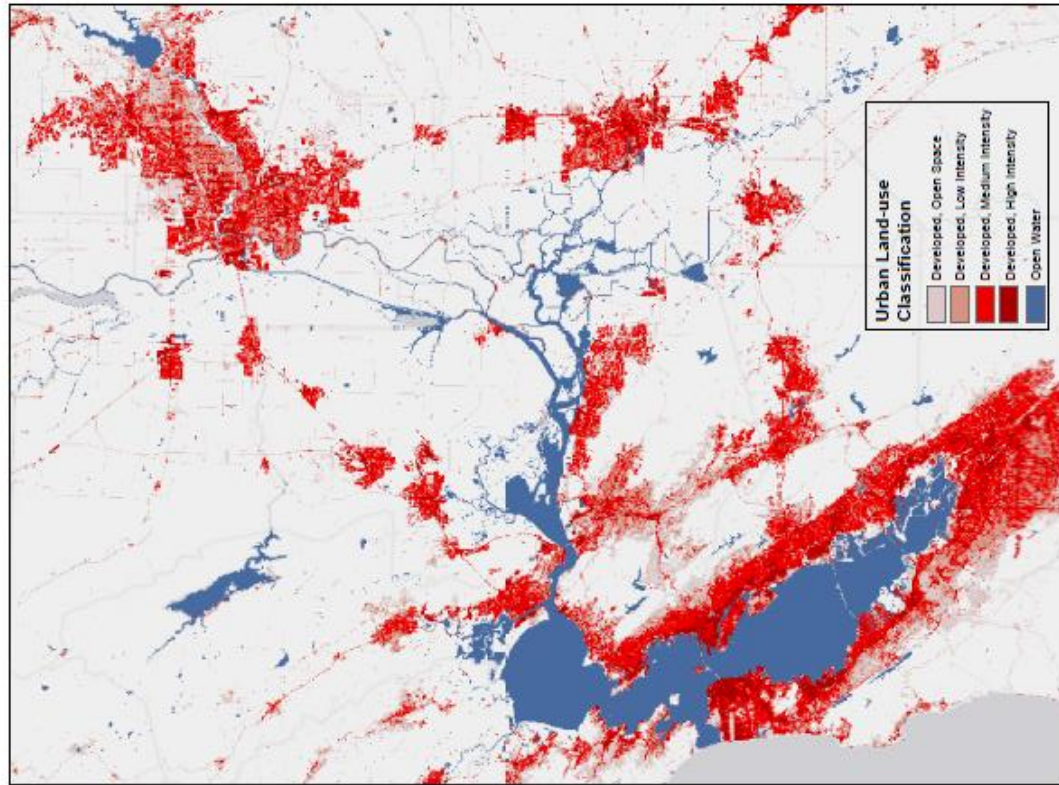 Urban Land-use
Classification
Developed, Open Space
Developed, Low Intensity
Developed, Medium Intensity
Developed, High Intensity
Open Water